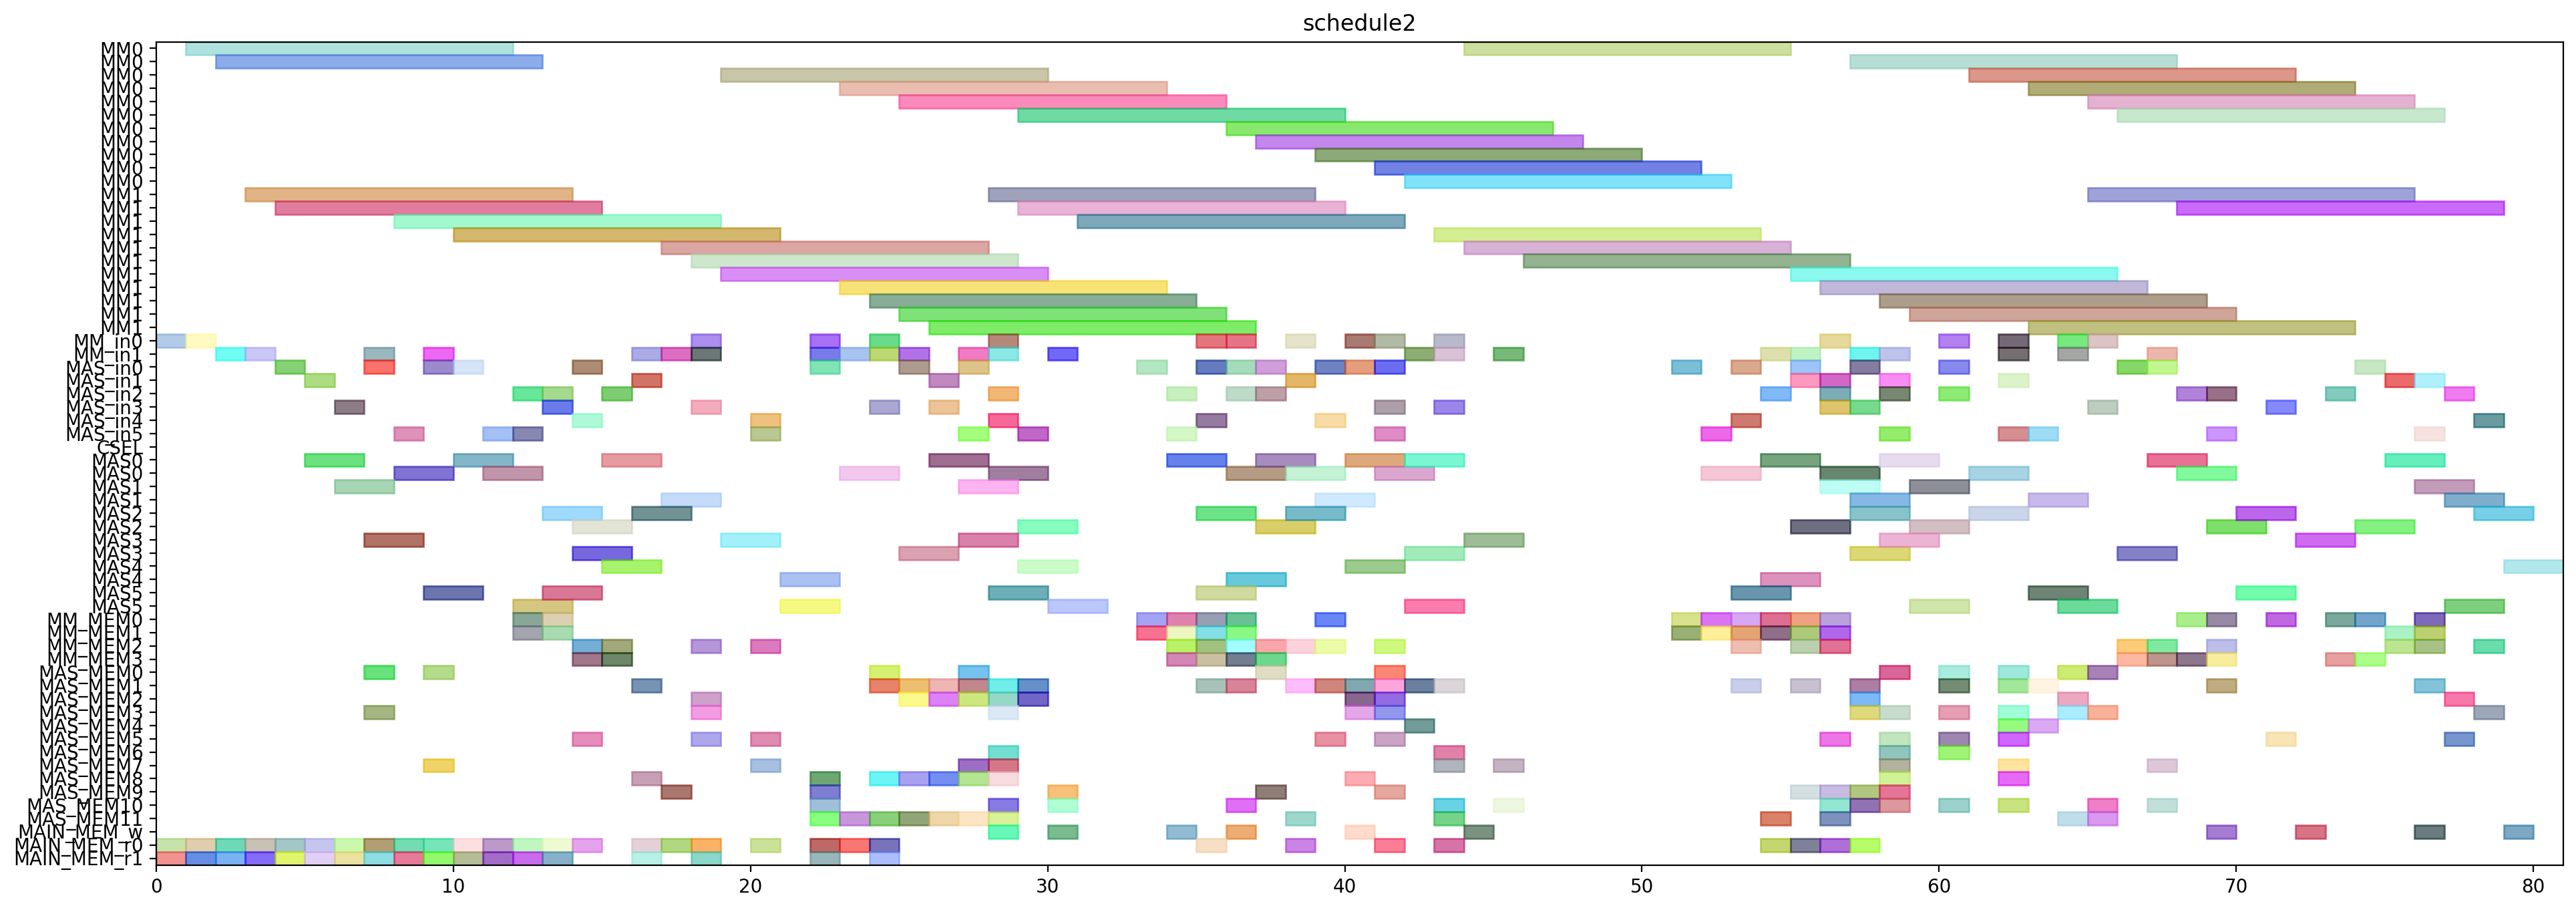 schedule2
MM0
MM0
MM0
MM0
MM0
MM0
MM0
MM0
MM0
MM0
MM0
MM1
MM1
MM1
MM1
MM1
MM1
MM1
MM1
MM1
MM1
MM1
MM_in0
MM_in1
MAS_in0
MAS_in1
MAS_in2
MAS_in3
MAS_in4
MAS_in5
CSEL
MAS0
MAS0
MAS1
MAS1
MAS2
MAS2
MAS3
MAS3
MAS4
MAS4
MAS5
MAS5
MM_MEM0
MM_MEM1
MM_MEM2
MM_MEM3
MAS_MEM0
MAS_MEM1
MAS_MEM2
MAS_MEM3
MAS_MEM4
MAS_MEM5
MAS_MEM6
MAS_MEM7
MAS_MEM8
MAS_MEM9
MAS_MEM10
MAS_MEM11
MAIN_MEM_w
MAIN_MEM_r0
MAIN_MEM_r1
0 10 20 30 40 50 60 70 80